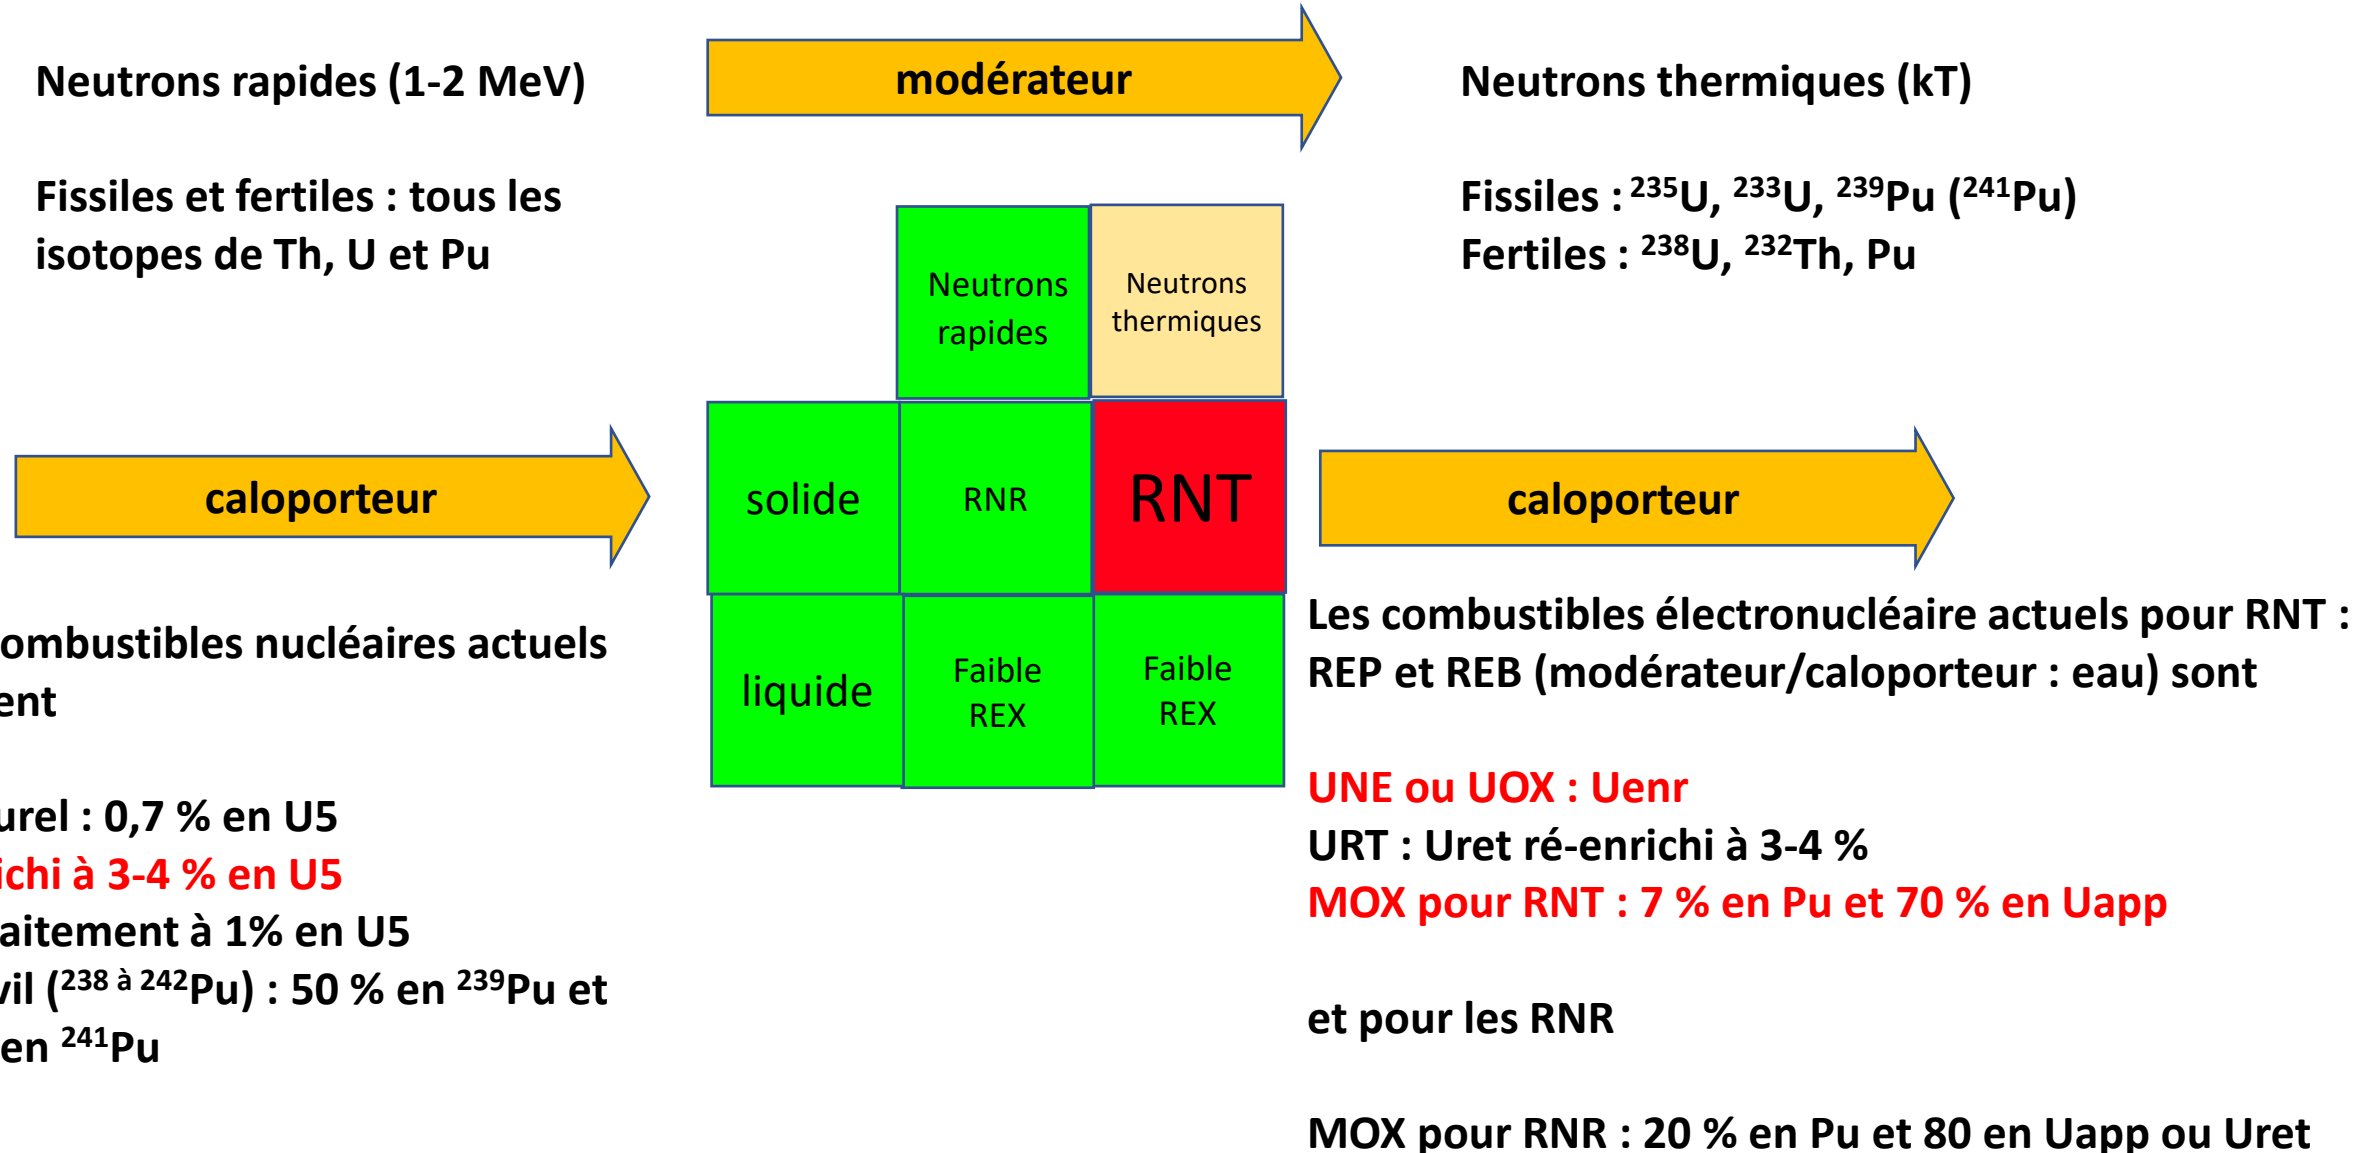 Neutrons rapides (1-2 MeV)
modérateur
Neutrons thermiques (kT)
Fissiles et fertiles : tous les
isotopes de Th, U et Pu
Fissiles : ²³⁵U, ²³³U, ²³⁹Pu (²⁴¹Pu)
Fertiles : ²³⁸U, ²³²Th, Pu
Neutrons
rapides
Neutrons
thermiques
caloporteur
solide
RNR
RNT
caloporteur
liquide
Faible
REX
Faible
REX
ombustibles nucléaires actuels
ent
urel : 0,7 % en U5
ichi à 3-4 % en U5
aitement à 1% en U5
vil (²³⁸ ᵃ̀ ²⁴²Pu) : 50 % en ²³⁹Pu et
en ²⁴¹Pu
Les combustibles électronucléaire actuels pour RNT :
REP et REB (modérateur/caloporteur : eau) sont
UNE ou UOX : Uenr
URT : Uret ré-enrichi à 3-4 %
MOX pour RNT : 7 % en Pu et 70 % en Uapp
et pour les RNR
MOX pour RNR : 20 % en Pu et 80 en Uapp ou Uret